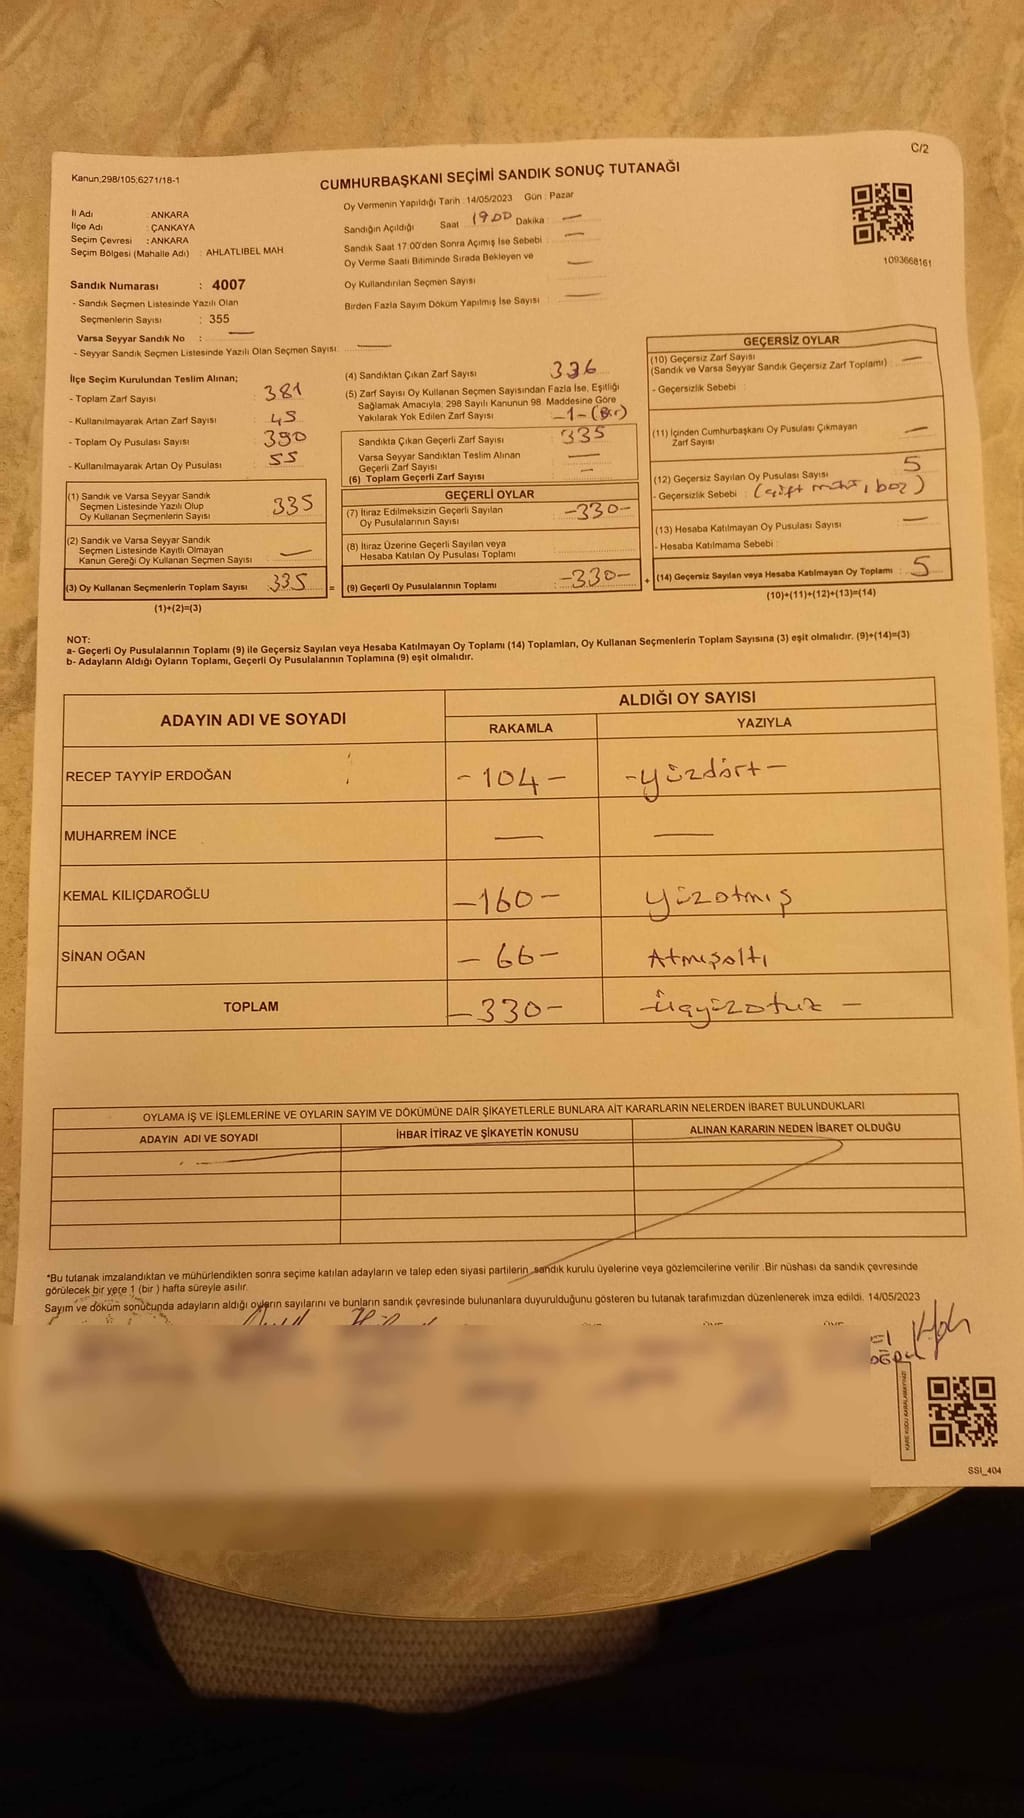 C/2
Kanun;298/105;6271/18-1
CUMHURBAŞKANI SEÇİMİ SANDIK SONUÇ TUTANAĞI
1093668161
İl Adı : ANKARA
İlçe Adı : ÇANKAYA
Seçim Çevresi : ANKARA
Seçim Bölgesi (Mahalle Adı) : AHLATLIBEL MAH
Sandık Numarası : 4007
- Sandık Seçmen Listesinde Yazılı Olan
Seçmenlerin Sayısı : 355
Varsa Seyyar Sandık No : —
- Seyyar Sandık Seçmen Listesinde Yazılı Olan Seçmen Sayısı: —
Oy Vermenin Yapıldığı Tarih : 14/05/2023 Gün : Pazar
Sandığın Açıldığı Saat 1900 Dakika : —
Sandık Saat 17:00'den Sonra Açımış İse Sebebi : —
Oy Verme Saati Bitiminde Sırada Bekleyen ve
Oy Kullandırılan Seçmen Sayısı : —
Birden Fazla Sayım Döküm Yapılmış İse Sayısı : —
İlçe Seçim Kurulundan Teslim Alınan;
- Toplam Zarf Sayısı : 381
- Kullanılmayarak Artan Zarf Sayısı : 45
- Toplam Oy Pusulası Sayısı : 390
- Kullanılmayarak Artan Oy Pusulası : 55
(1) Sandık ve Varsa Seyyar Sandık
Seçmen Listesinde Yazılı Olup
Oy Kullanan Seçmenlerin Sayısı : 335
(2) Sandık ve Varsa Seyyar Sandık
Seçmen Listesinde Kayıtlı Olmayan
Kanun Gereği Oy Kullanan Seçmen Sayısı : —
(3) Oy Kullanan Seçmenlerin Toplam Sayısı : 335 =
(1)+(2)=(3)
(4) Sandıktan Çıkan Zarf Sayısı : 336
(5) Zarf Sayısı Oy Kullanan Seçmen Sayısından Fazla İse, Eşitliği
Sağlamak Amacıyla, 298 Sayılı Kanunun 98. Maddesine Göre
Yakılarak Yok Edilen Zarf Sayısı : -1-(Bir)
Sandıkta Çıkan Geçerli Zarf Sayısı : 335
Varsa Seyyar Sandıktan Teslim Alınan
Geçerli Zarf Sayısı : —
(6) Toplam Geçerli Zarf Sayısı : —
GEÇERLİ OYLAR
(7) İtiraz Edilmeksizin Geçerli Sayılan
Oy Pusulalarının Sayısı : -330-
(8) İtiraz Üzerine Geçerli Sayılan veya
Hesaba Katılan Oy Pusulası Toplamı
(9) Geçerli Oy Pusulalarının Toplamı : -330- +
GEÇERSİZ OYLAR
(10) Geçersiz Zarf Sayısı
(Sandık ve Varsa Seyyar Sandık Geçersiz Zarf Toplamı) : —
- Geçersizlik Sebebi :
(11) İçinden Cumhurbaşkanı Oy Pusulası Çıkmayan
Zarf Sayısı : —
(12) Geçersiz Sayılan Oy Pusulası Sayısı : 5
- Geçersizlik Sebebi : (çift mühür, boş)
(13) Hesaba Katılmayan Oy Pusulası Sayısı : —
- Hesaba Katılmama Sebebi :
(14) Geçersiz Sayılan veya Hesaba Katılmayan Oy Toplamı : 5
(10)+(11)+(12)+(13)=(14)
NOT:
a- Geçerli Oy Pusulalarının Toplamı (9) ile Geçersiz Sayılan veya Hesaba Katılmayan Oy Toplamı (14) Toplamları, Oy Kullanan Seçmenlerin Toplam Sayısına (3) eşit olmalıdır. (9)+(14)=(3)
b- Adayların Aldığı Oyların Toplamı, Geçerli Oy Pusulalarının Toplamına (9) eşit olmalıdır.
ADAYIN ADI VE SOYADI
ALDIĞI OY SAYISI
RAKAMLA YAZIYLA
RECEP TAYYİP ERDOĞAN -104- -yüzdört-
MUHARREM İNCE — —
KEMAL KILIÇDAROĞLU -160- yüzatmış
SİNAN OĞAN -66- Atmışaltı
TOPLAM -330- -üçyüzotuz-
OYLAMA İŞ VE İŞLEMLERİNE VE OYLARIN SAYIM VE DÖKÜMÜNE DAİR ŞİKAYETLERLE BUNLARA AİT KARARLARIN NELERDEN İBARET BULUNDUKLARI
ADAYIN ADI VE SOYADI İHBAR İTİRAZ VE ŞİKAYETİN KONUSU ALINAN KARARIN NEDEN İBARET OLDUĞU
*Bu tutanak imzalandıktan ve mühürlendikten sonra seçime katılan adayların ve talep eden siyasi partilerin sandık kurulu üyelerine veya gözlemcilerine verilir. Bir nüshası da sandık çevresinde
görülecek bir yere 1 (bir) hafta süreyle asılır.
Sayım ve döküm sonucunda adayların aldığı oyların sayılarını ve bunların sandık çevresinde bulunanlara duyurulduğunu gösteren bu tutanak tarafımızdan düzenlenerek imza edildi. 14/05/2023
KARE KODU KARALAMAYINIZ!
SSI_404